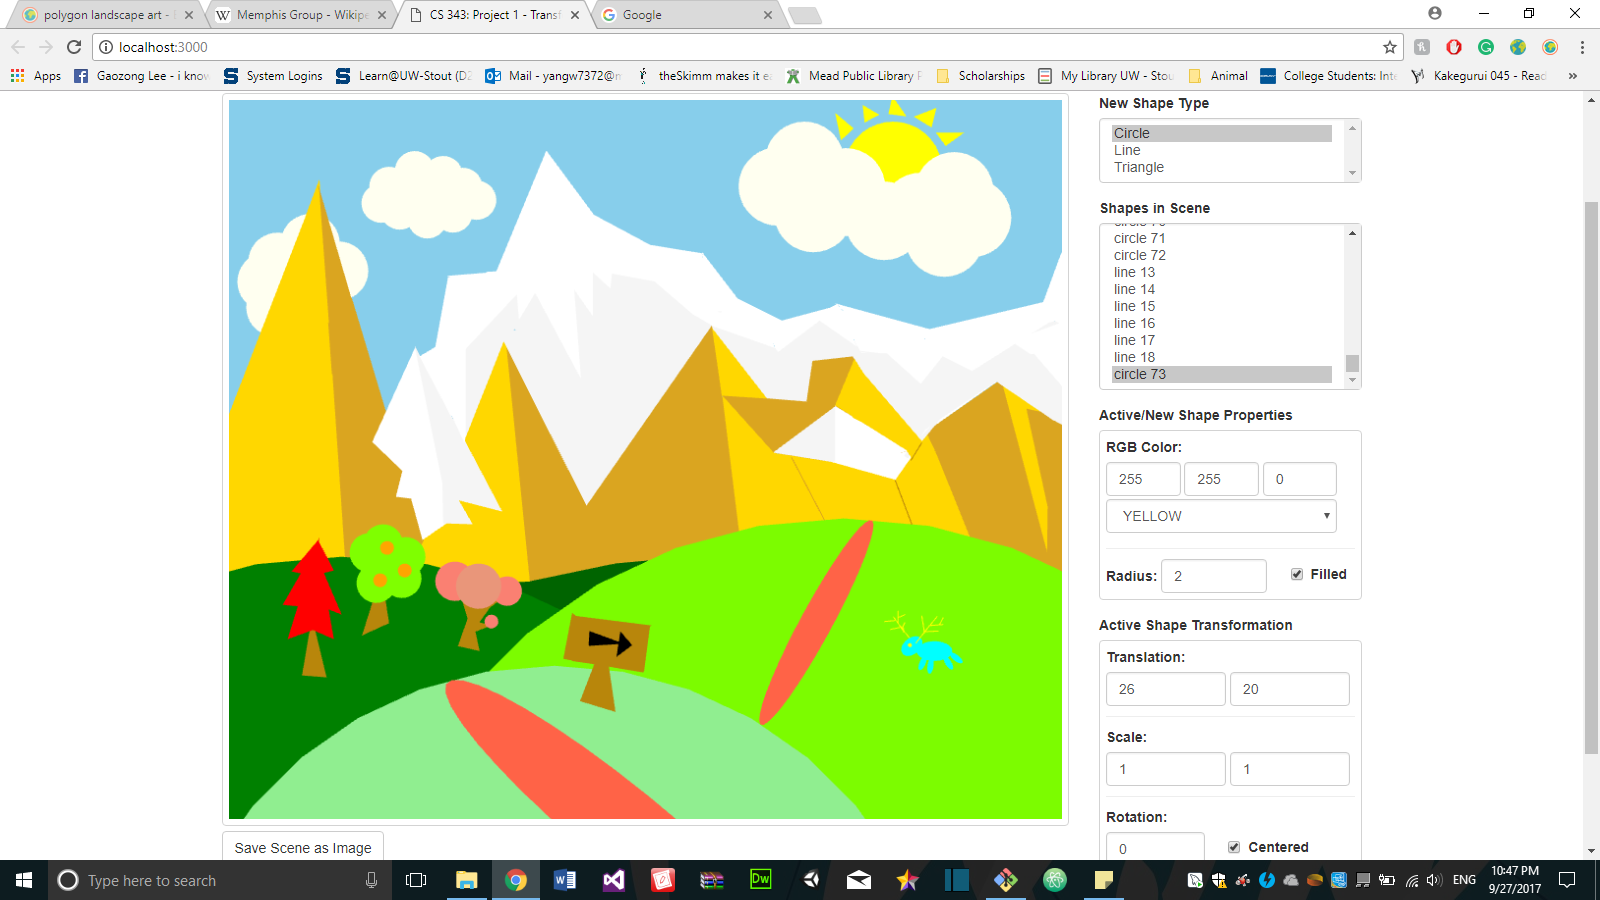 polygon landscape art -
Memphis Group - Wikipe
CS 343: Project 1 - Transf
Google
localhost:3000
Apps
Gaozong Lee - i know
System Logins
Learn@UW-Stout (D2
Mail - yangw7372@m
theSkimm makes it ea
Mead Public Library
Scholarships
My Library UW - Stou
Animal
College Students: Inte
Kakegurui 045 - Read
»
New Shape Type
Circle
Line
Triangle
Shapes in Scene
circle 71
circle 72
line 13
line 14
line 15
line 16
line 17
line 18
circle 73
Active/New Shape Properties
RGB Color:
255 255 0
YELLOW
Radius: 2 Filled
Active Shape Transformation
Translation:
26 20
Scale:
1 1
Rotation:
0 Centered
Save Scene as Image
Type here to search
Dw
ENG
10:47 PM
9/27/2017